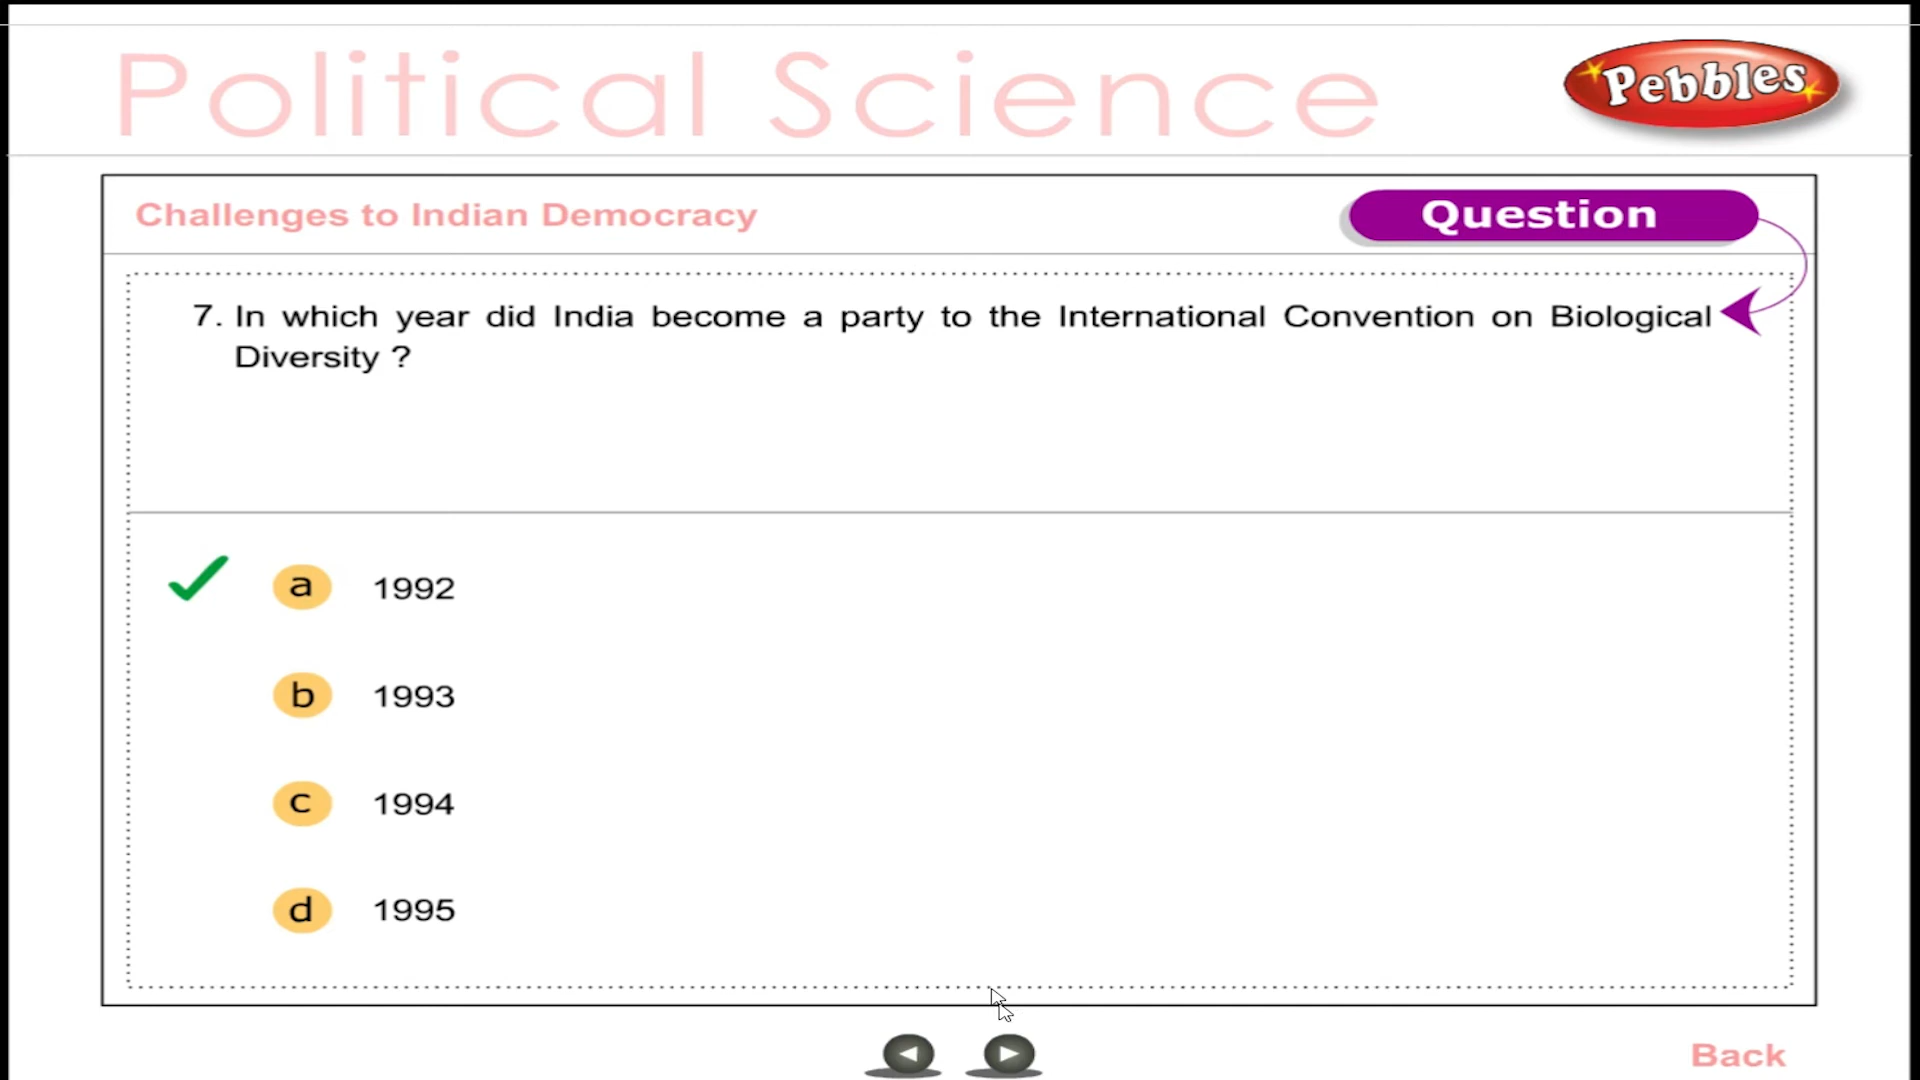 Political Science
Pebbles
Challenges to Indian Democracy
Question
7. In which year did India become a party to the International Convention on Biological
Diversity ?
a 1992
b 1993
c 1994
d 1995
Back